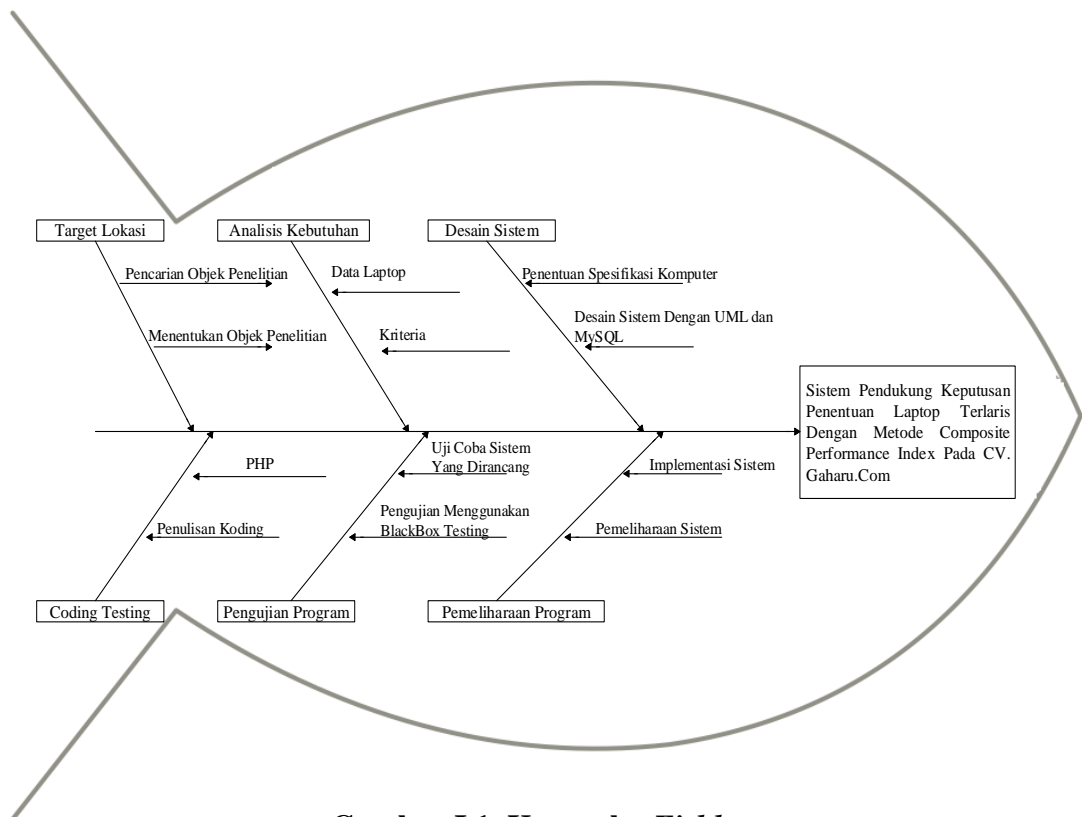 Target Lokasi
Analisis Kebutuhan
Desain Sistem
Pencarian Objek Penelitian
Menentukan Objek Penelitian
Data Laptop
Kriteria
Penentuan Spesifikasi Komputer
Desain Sistem Dengan UML dan
MySQL
Sistem Pendukung Keputusan
Penentuan Laptop Terlaris
Dengan Metode Composite
Performance Index Pada CV.
Gaharu.Com
PHP
Penulisan Koding
Uji Coba Sistem
Yang Dirancang
Pengujian Menggunakan
BlackBox Testing
Implementasi Sistem
Pemeliharaan Sistem
Coding Testing
Pengujian Program
Pemeliharaan Program